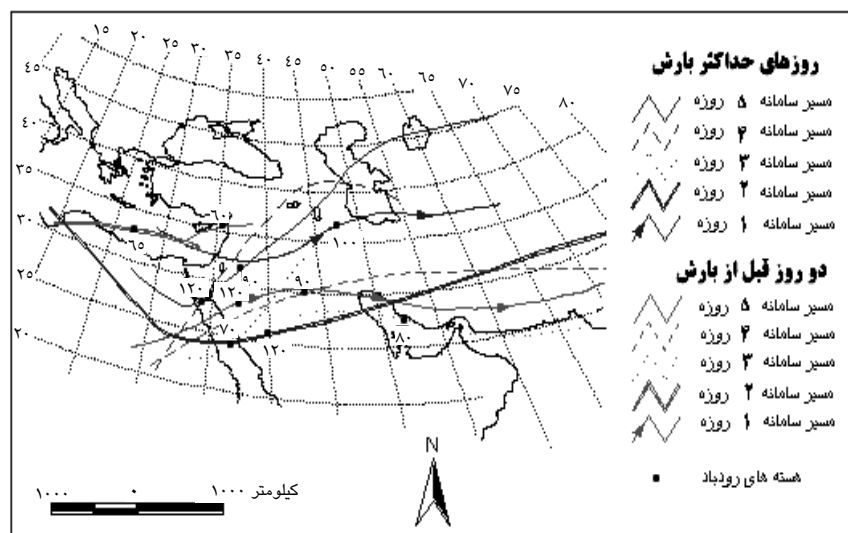 روزهای حداکثر بارش
مسیر سامانه ۵ روزه
مسیر سامانه ۴ روزه
مسیر سامانه ۳ روزه
مسیر سامانه ۲ روزه
مسیر سامانه ۱ روزه
دو روز قبل از بارش
مسیر سامانه ۵ روزه
مسیر سامانه ۴ روزه
مسیر سامانه ۳ روزه
مسیر سامانه ۲ روزه
مسیر سامانه ۱ روزه
هسته های رودباد
۱۵ ۲۰ ۲۵ ۳۰ ۳۵ ۴۰ ۴۵ ۵۰ ۵۵ ۶۰ ۶۵ ۷۰ ۷۵ ۸۰
۴۵
۴۰
۳۵
۳۰
۲۵
۲۰
۶۰
۶۵
۱۰۰
۹۰
۱۲۰
۱۲۰
۷۰
۱۲۰
۸۰
N
۱۰۰۰ ۰ ۱۰۰۰ کیلومتر